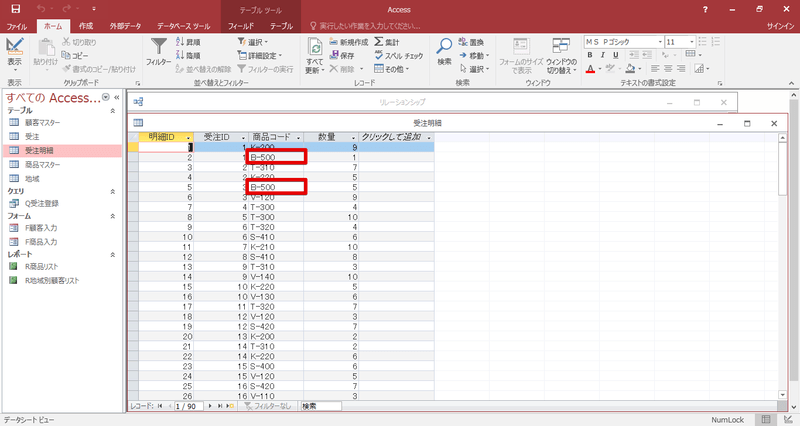 テーブル ツール
Access
ファイル ホーム 作成 外部データ データベース ツール フィールド テーブル 実行したい作業を入力してください... サインイン
表示
貼り付け
切り取り
コピー
書式のコピー/貼り付け
フィルター
昇順
降順
並べ替えの解除
選択
詳細設定
フィルターの実行
すべて更新
新規作成
保存
削除
集計
スペル チェック
その他
検索
置換
移動
選択
フォームのサイズで表示
ウィンドウの切り替え
MS Pゴシック 11
表示 クリップボード 並べ替えとフィルター レコード 検索 ウィンドウ テキストの書式設定
すべての Access...
テーブル
顧客マスター
受注
受注明細
商品マスター
地域
クエリ
Q受注登録
フォーム
F顧客入力
F商品入力
レポート
R商品リスト
R地域別顧客リスト
リレーションシップ
受注明細
明細ID 受注ID 商品コード 数量 クリックして追加
1 1 K-200 9
2 1 B-500 1
3 2 T-310 7
4 2 K-220 5
5 3 B-500 5
6 3 V-120 9
7 4 T-300 4
8 5 T-300 10
9 6 T-320 4
10 6 S-410 6
11 7 K-210 10
12 8 S-410 8
13 9 T-310 3
14 9 V-140 10
15 10 K-220 5
16 10 V-130 6
17 11 T-320 7
18 12 V-120 3
19 12 S-420 7
20 13 K-200 2
21 14 T-310 2
22 14 K-220 6
23 15 S-400 6
24 15 V-120 5
25 16 S-420 7
26 16 V-110 3
レコード: 1 / 90 フィルターなし 検索
データシート ビュー NumLock